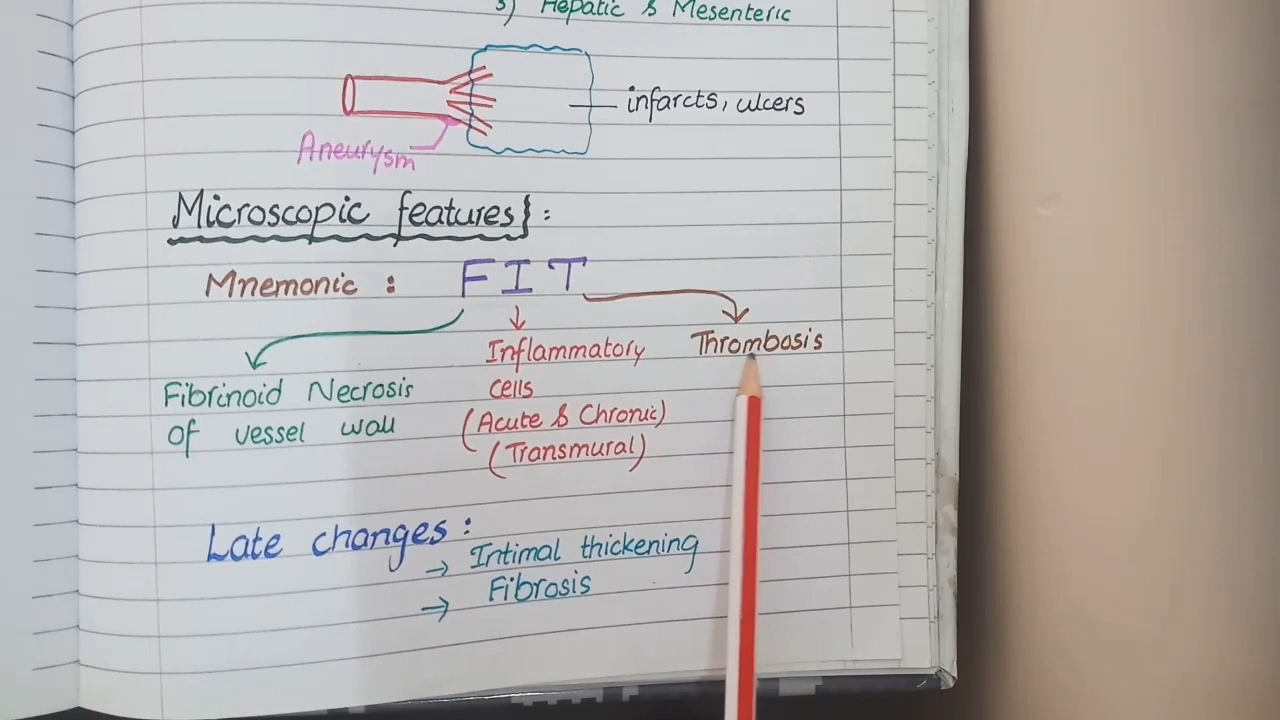 3) Hepatic & Mesenteric
infarcts, ulcers
Aneurysm
Microscopic features} :
Mnemonic : FIT
Thrombosis
Inflammatory
cells
(Acute & Chronic)
(Transmural)
Fibrinoid Necrosis
of vessel wall
Late changes :
→ Intimal thickening
→ Fibrosis